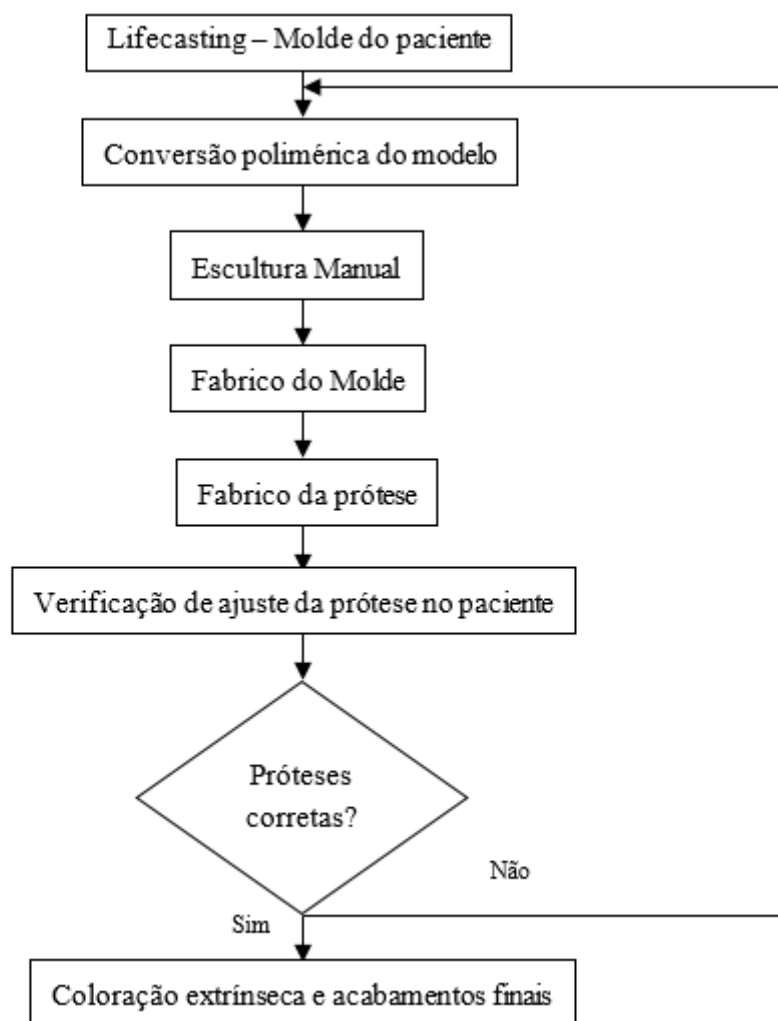 Lifecasting – Molde do paciente
Conversão polimérica do modelo
Escultura Manual
Fabrico do Molde
Fabrico da prótese
Verificação de ajuste da prótese no paciente
Próteses
corretas?
Não
Sim
Coloração extrínseca e acabamentos finais